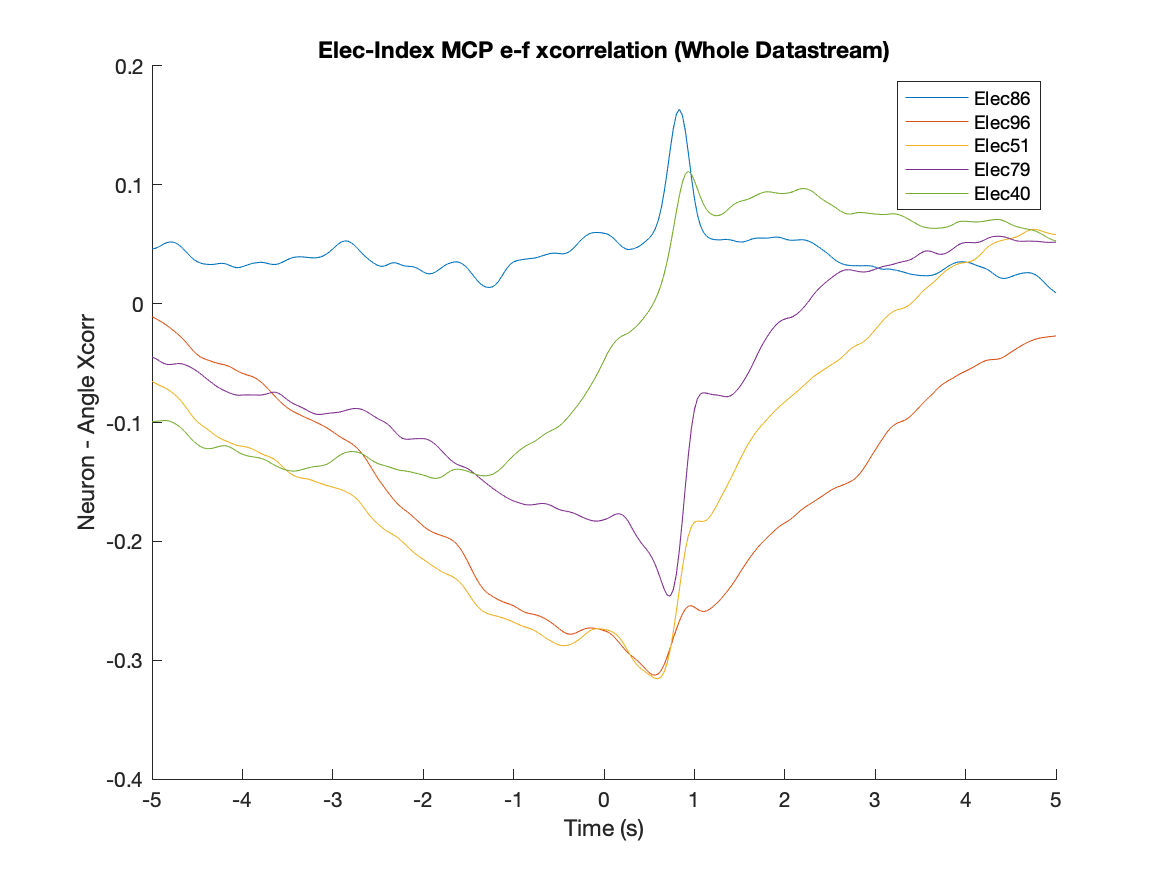 Elec-Index MCP e-f xcorrelation (Whole Datastream)
0.2
0.1
0
-0.1
-0.2
-0.3
-0.4
Neuron - Angle Xcorr
Elec86
Elec96
Elec51
Elec79
Elec40
-5 -4 -3 -2 -1 0 1 2 3 4 5
Time (s)